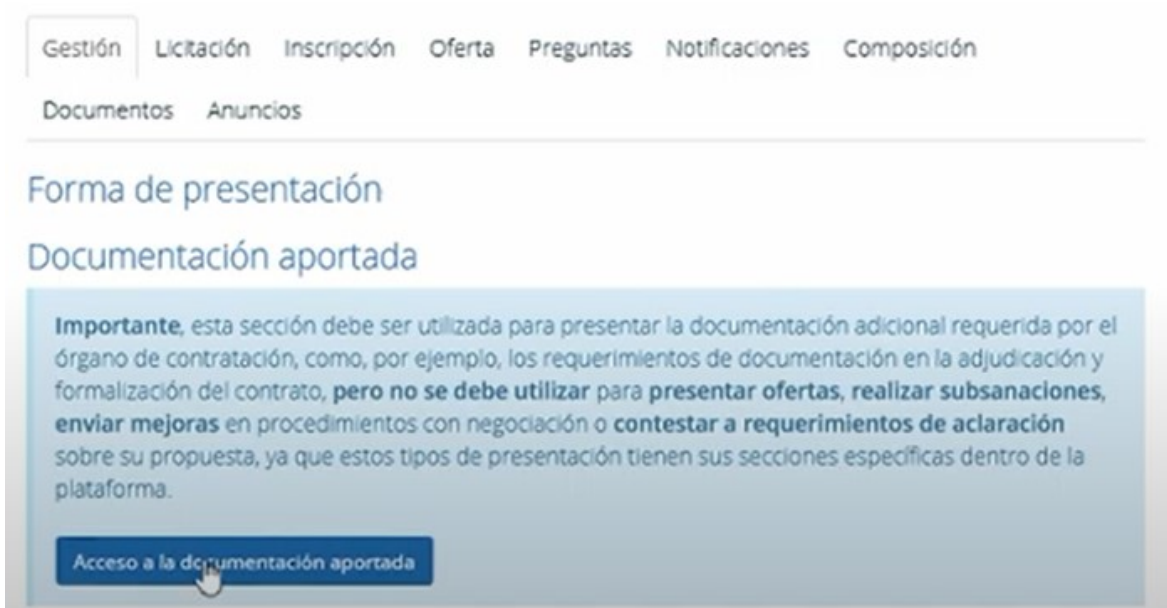 Gestión Licitación Inscripción Oferta Preguntas Notificaciones Composición
Documentos Anuncios
Forma de presentación
Documentación aportada
Importante, esta sección debe ser utilizada para presentar la documentación adicional requerida por el
órgano de contratación, como, por ejemplo, los requerimientos de documentación en la adjudicación y
formalización del contrato, pero no se debe utilizar para presentar ofertas, realizar subsanaciones,
enviar mejoras en procedimientos con negociación o contestar a requerimientos de aclaración
sobre su propuesta, ya que estos tipos de presentación tienen sus secciones específicas dentro de la
plataforma.
Acceso a la documentación aportada